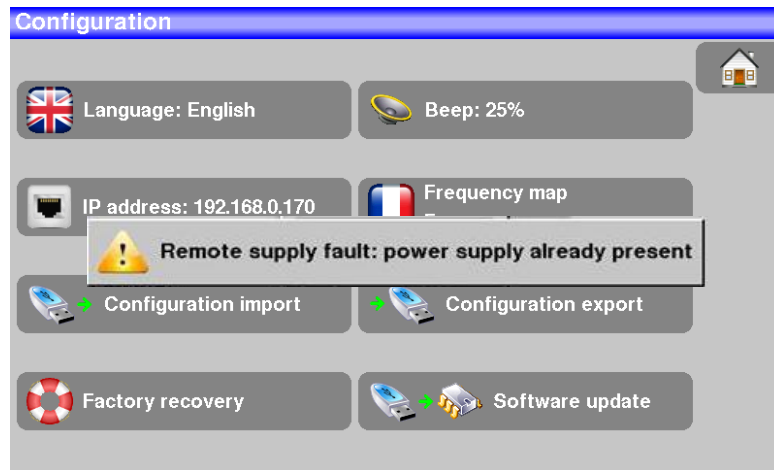 Configuration
Language: English
Beep: 25%
IP address: 192.168.0.170
Frequency map
Remote supply fault: power supply already present
Configuration import
Configuration export
Factory recovery
Software update